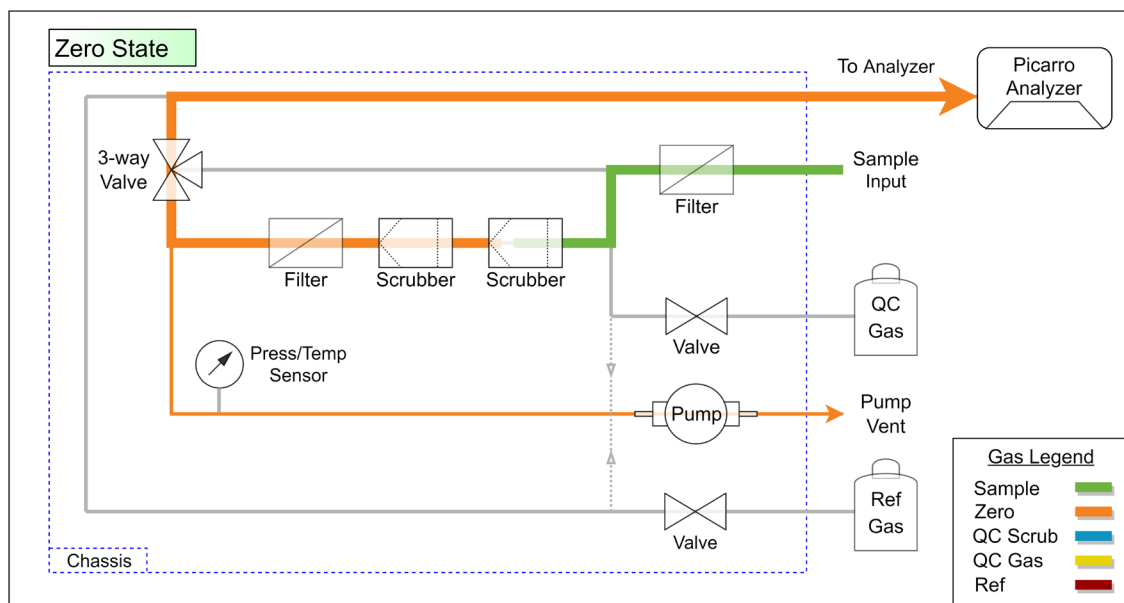 Zero State
To Analyzer
Picarro
Analyzer
3-way
Valve
Sample
Input
Filter
Filter
Scrubber
Scrubber
QC
Gas
Valve
Press/Temp
Sensor
Pump
Pump
Vent
Ref
Gas
Valve
Chassis
Gas Legend
Sample
Zero
QC Scrub
QC Gas
Ref